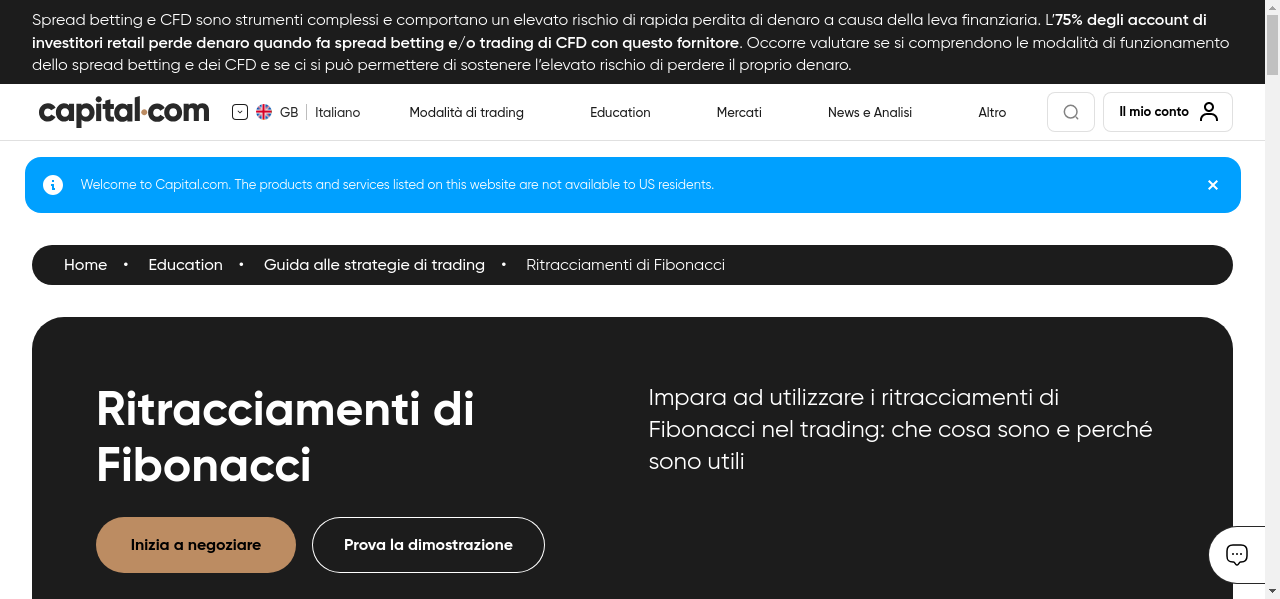 Spread betting e CFD sono strumenti complessi e comportano un elevato rischio di rapida perdita di denaro a causa della leva finanziaria. L’75% degli account di
investitori retail perde denaro quando fa spread betting e/o trading di CFD con questo fornitore. Occorre valutare se si comprendono le modalità di funzionamento
dello spread betting e dei CFD e se ci si può permettere di sostenere l’elevato rischio di perdere il proprio denaro.
capital.com GB Italiano Modalità di trading Education Mercati News e Analisi Altro Il mio conto
Welcome to Capital.com. The products and services listed on this website are not available to US residents.
Home • Education • Guida alle strategie di trading • Ritracciamenti di Fibonacci
Ritracciamenti di
Fibonacci
Impara ad utilizzare i ritracciamenti di
Fibonacci nel trading: che cosa sono e perché
sono utili
Inizia a negoziare Prova la dimostrazione